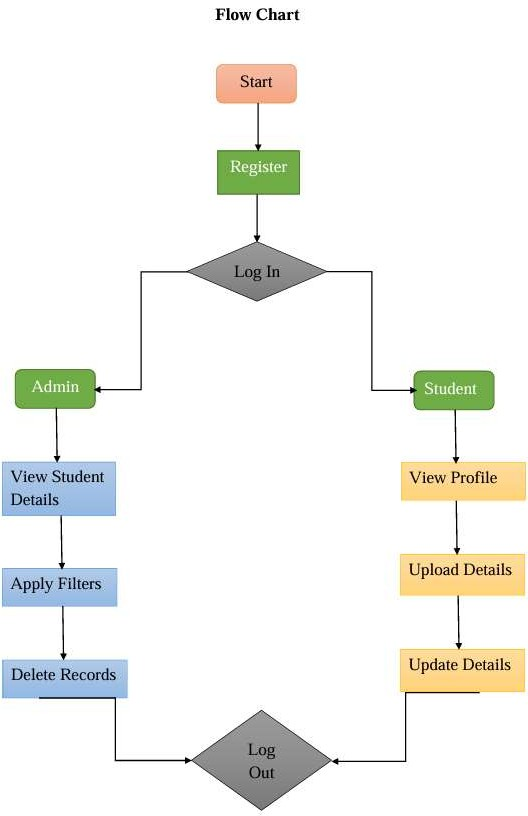 Flow Chart
Start
Register
Log In
Admin
Student
View Student
Details
View Profile
Apply Filters
Upload Details
Delete Records
Update Details
Log
Out